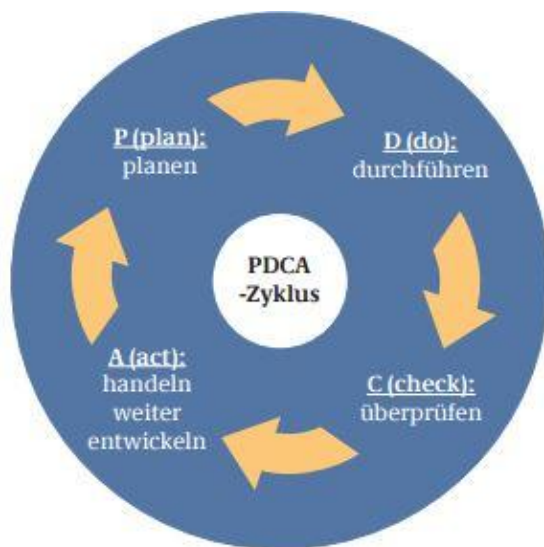 P (plan):
planen
D (do):
durchführen
PDCA
-Zyklus
C (check):
überprüfen
A (act):
handeln
weiter
entwickeln